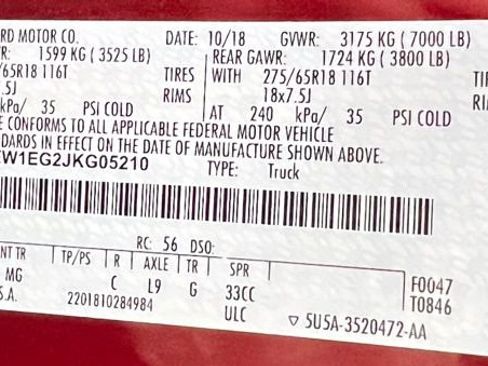 RD MOTOR CO. DATE: 10/18 GVWR: 3175 KG ( 7000 LB)
R: 1599 KG ( 3525 LB) REAR GAWR: 1724 KG ( 3800 LB)
/65R18 116T TIRES WITH 275/65R18 116T TI
.5J RIMS 18x7.5J RIM
kPa/ 35 PSI COLD AT 240 kPa/ 35 PSI COLD
E CONFORMS TO ALL APPLICABLE FEDERAL MOTOR VEHICLE
DARDS IN EFFECT ON THE DATE OF MANUFACTURE SHOWN ABOVE.
W1EG2JKG05210 TYPE: Truck
RC: 56 DSO:
NT TR TP/PS R AXLE TR SPR F0047
MG C L9 G 33CC T0846
S.A. 2201810284984 ULC ▽ 5U5A-3520472-AA